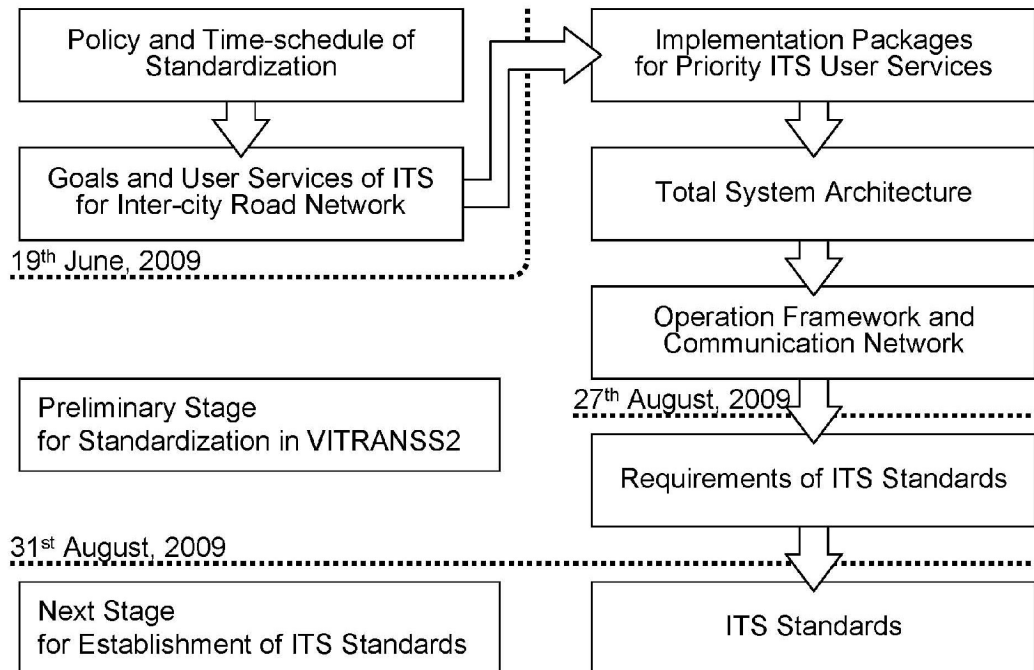 Policy and Time-schedule of
Standardization
Goals and User Services of ITS
for Inter-city Road Network
19th June, 2009
Implementation Packages
for Priority ITS User Services
Total System Architecture
Operation Framework and
Communication Network
27th August, 2009
Preliminary Stage
for Standardization in VITRANSS2
Requirements of ITS Standards
31st August, 2009
Next Stage
for Establishment of ITS Standards
ITS Standards